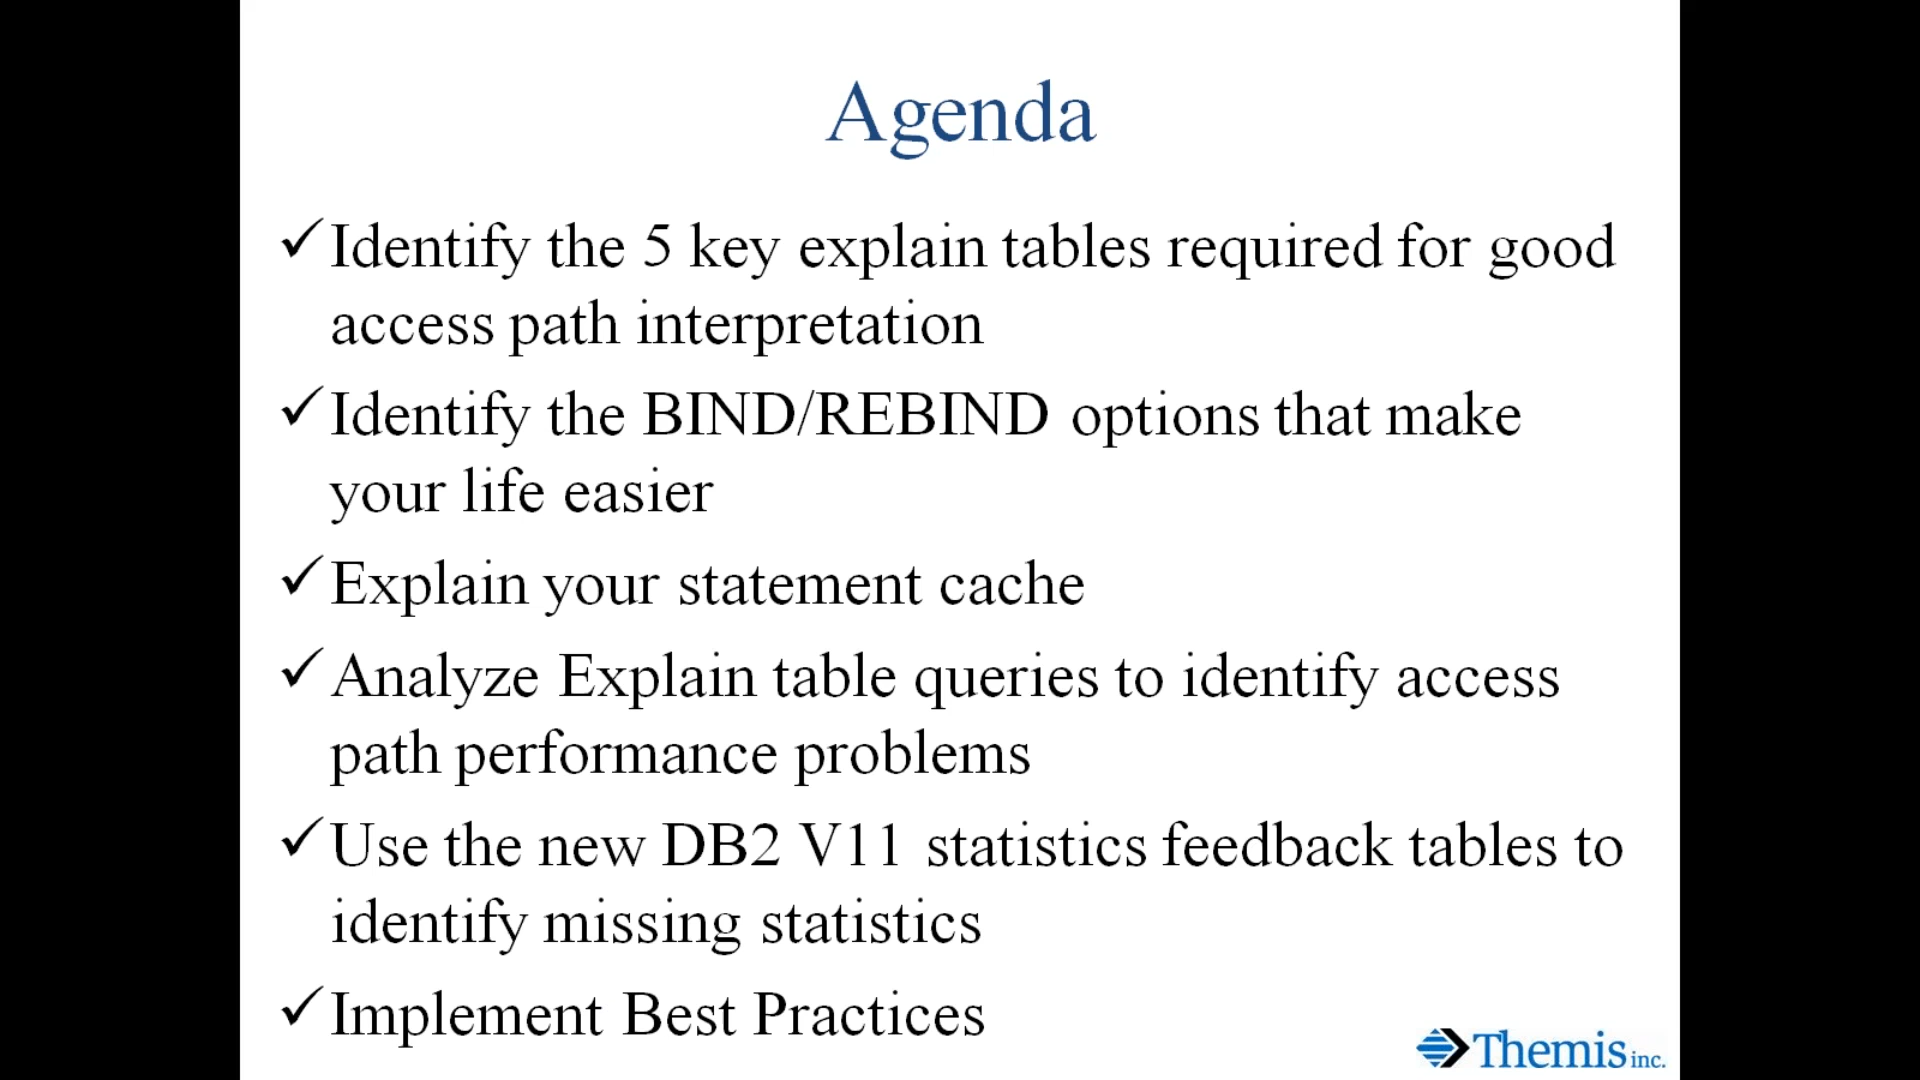 Agenda
✓Identify the 5 key explain tables required for good
access path interpretation
✓Identify the BIND/REBIND options that make
your life easier
✓Explain your statement cache
✓Analyze Explain table queries to identify access
path performance problems
✓Use the new DB2 V11 statistics feedback tables to
identify missing statistics
✓Implement Best Practices
Themis inc.